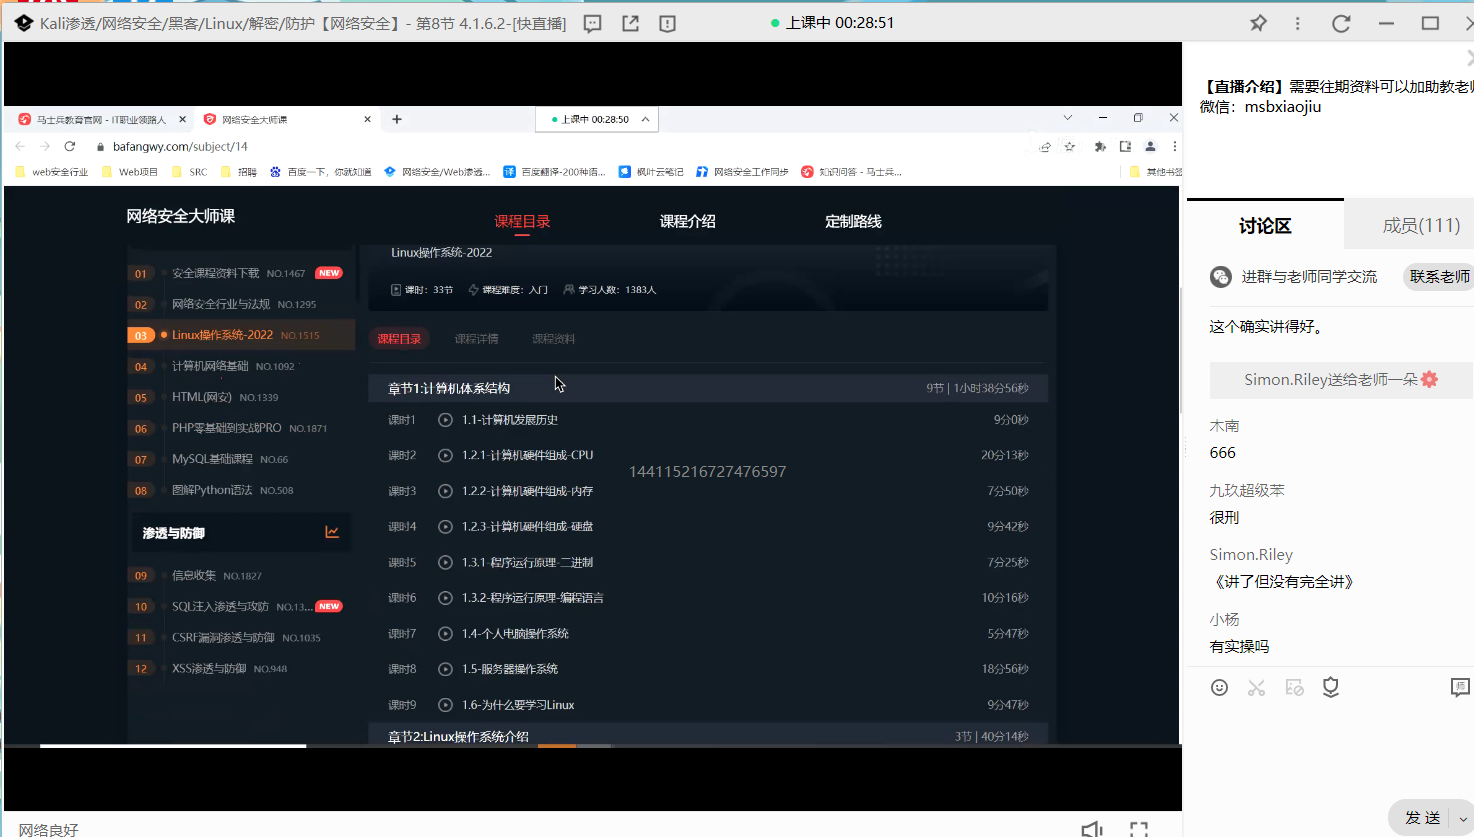 Kali渗透/网络安全/黑客/Linux/解密/防护【网络安全】- 第8节 4.1.6.2-[快直播]
上课中 00:28:51
马士兵教育官网 - IT职业领路人
网络安全大师课
上课中 00:28:50
bafangwy.com/subject/14
web安全行业
Web项目
SRC
招聘
百度一下，你就知道
网络安全/Web渗透...
百度翻译-200种语...
枫叶云笔记
网络安全工作同步
知识问答 - 马士兵...
其他书签
网络安全大师课
课程目录
课程介绍
定制路线
01 安全课程资料下载 NO.1467 NEW
02 网络安全行业与法规 NO.1295
03 Linux操作系统-2022 NO.1515
04 计算机网络基础 NO.1092
05 HTML(网安) NO.1339
06 PHP零基础到实战PRO NO.1871
07 MySQL基础课程 NO.66
08 图解Python语法 NO.508
渗透与防御
09 信息收集 NO.1827
10 SQL注入渗透与攻防 NO.13... NEW
11 CSRF漏洞渗透与防御 NO.1035
12 XSS渗透与防御 NO.948
Linux操作系统-2022
课时：33节 课程难度：入门 学习人数：1383人
课程目录 课程详情 课程资料
章节1:计算机体系结构 9节 | 1小时38分56秒
课时1 1.1-计算机发展历史 9分0秒
课时2 1.2.1-计算机硬件组成-CPU 20分13秒
144115216727476597
课时3 1.2.2-计算机硬件组成-内存 7分50秒
课时4 1.2.3-计算机硬件组成-硬盘 9分42秒
课时5 1.3.1-程序运行原理-二进制 7分25秒
课时6 1.3.2-程序运行原理-编程语言 10分16秒
课时7 1.4-个人电脑操作系统 5分47秒
课时8 1.5-服务器操作系统 18分56秒
课时9 1.6-为什么要学习Linux 9分47秒
章节2:Linux操作系统介绍 3节 | 40分14秒
【直播介绍】需要往期资料可以加助教老师
微信：msbxiaojiu
讨论区
成员(111)
进群与老师同学交流
联系老师
这个确实讲得好。
Simon.Riley送给老师一朵
木南
666
九玖超级苯
很刑
Simon.Riley
《讲了但没有完全讲》
小杨
有实操吗
师
发 送
网络良好